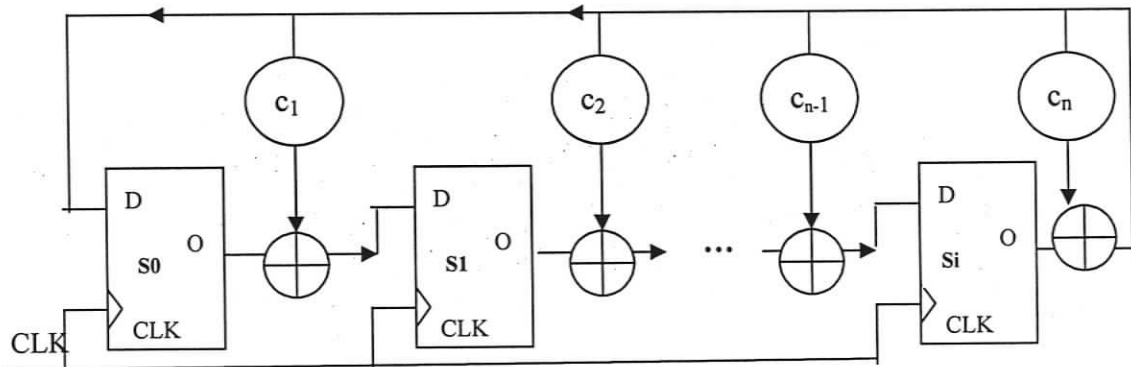 c₁ c₂ cₙ₋₁ cₙ
D D D
O O O
S0 S1 ... Si
CLK CLK CLK
CLK